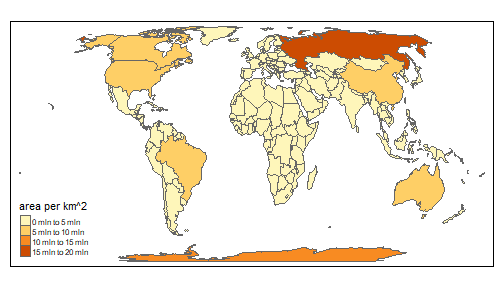 area per km^2
0 mln to 5 mln
5 mln to 10 mln
10 mln to 15 mln
15 mln to 20 mln